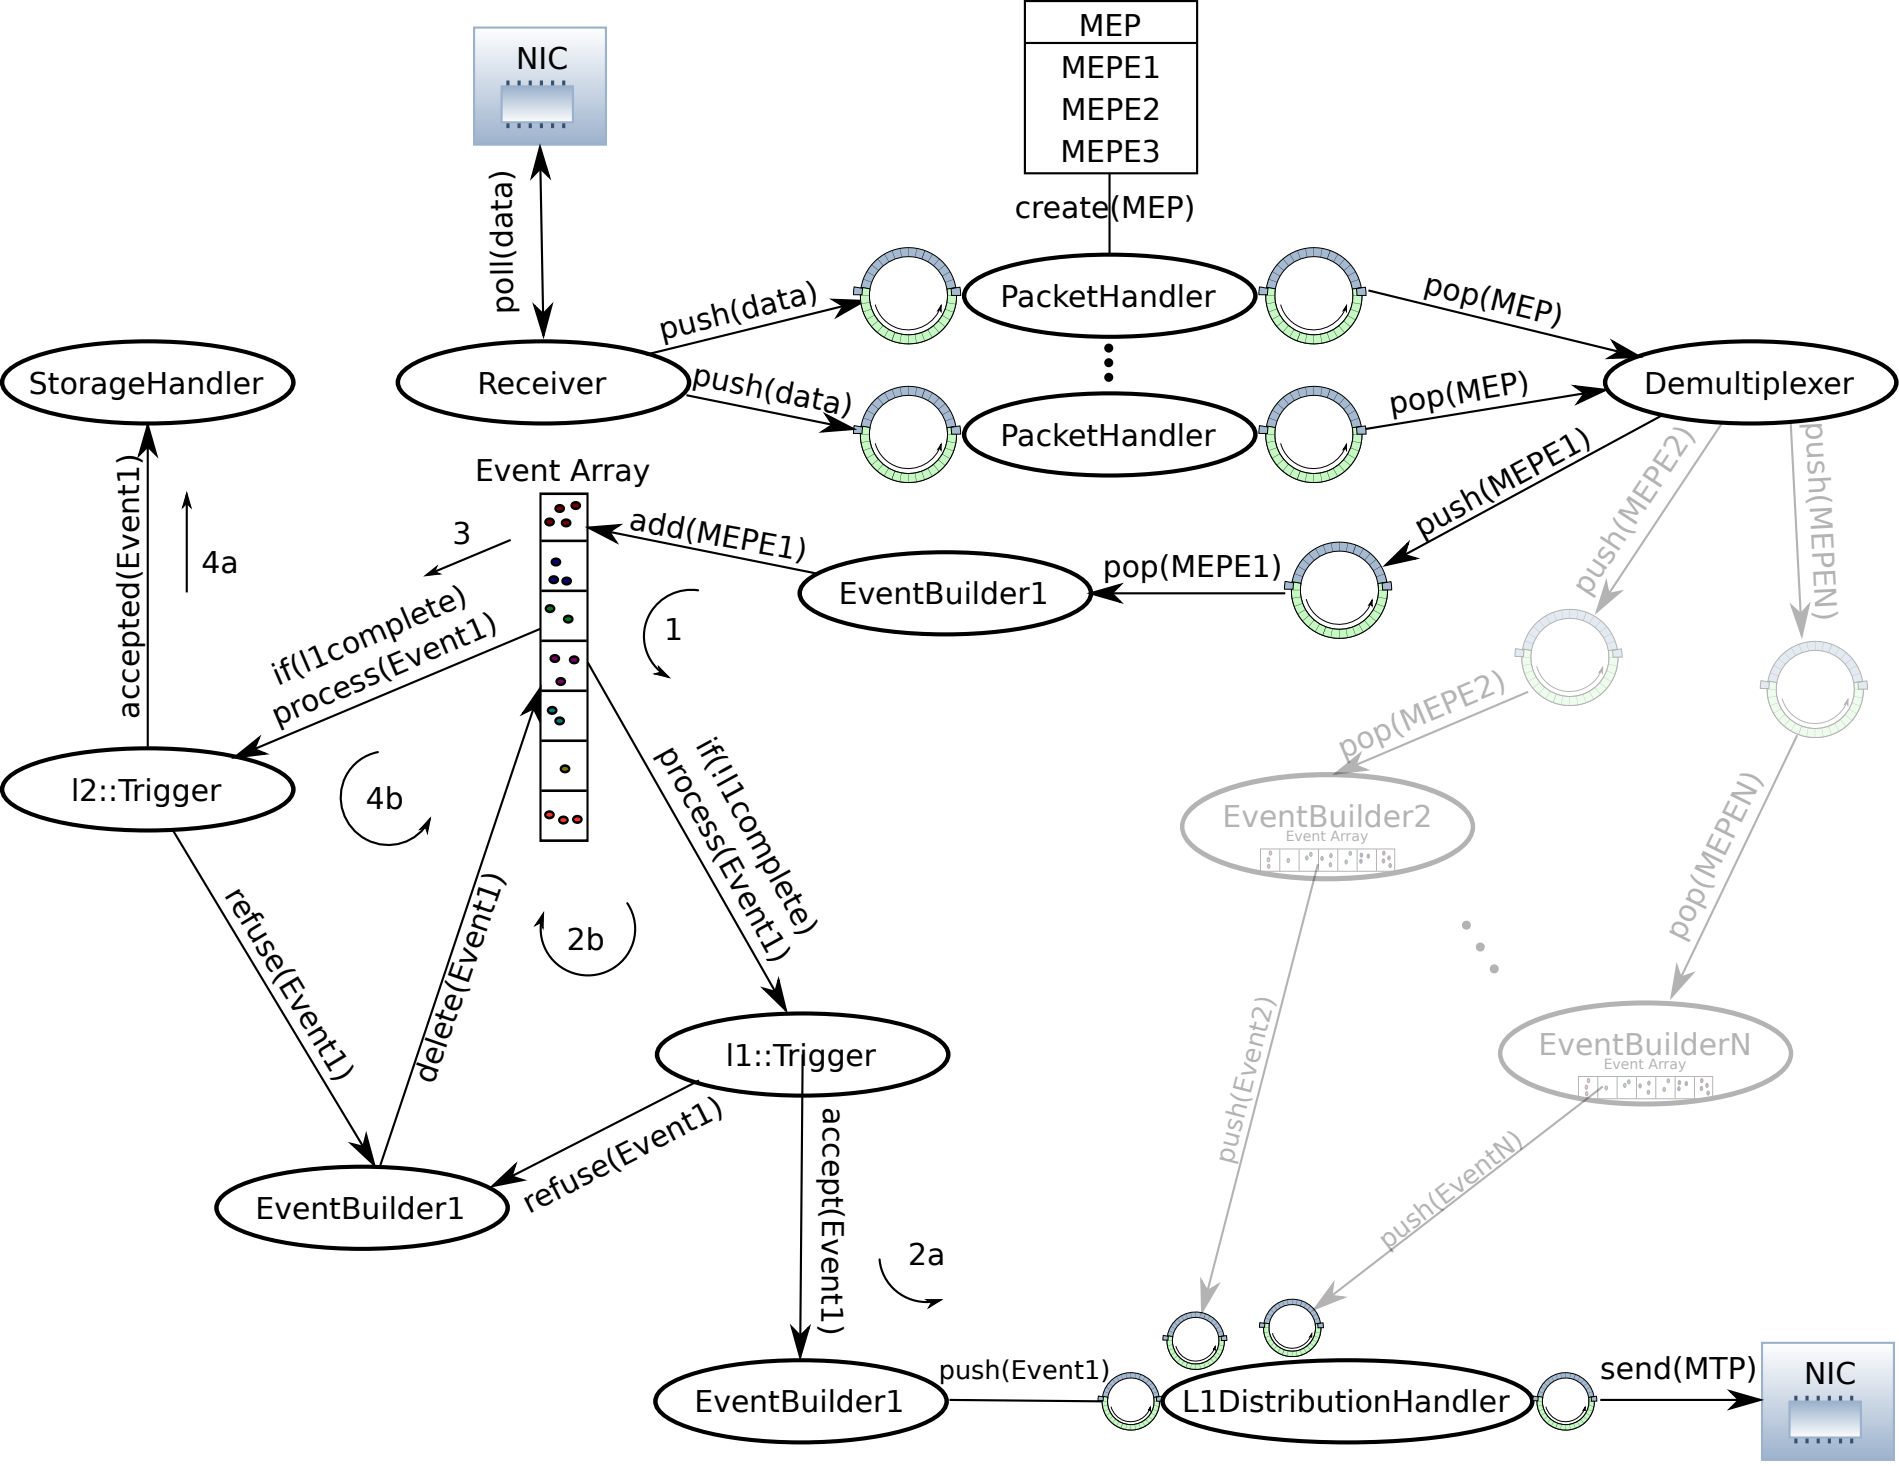 MEP
MEPE1
MEPE2
MEPE3
NIC
poll(data)
create(MEP)
push(data)
PacketHandler
pop(MEP)
StorageHandler
Receiver
push(data)
PacketHandler
pop(MEP)
Demultiplexer
Event Array
accepted(Event1)
4a
3
add(MEPE1)
EventBuilder1
pop(MEPE1)
push(MEPE1)
push(MEPE2)
push(MEPEN)
if(l1complete)
process(Event1)
1
l2::Trigger
4b
if(!l1complete)
process(Event1)
pop(MEPE2)
EventBuilder2
Event Array
pop(MEPEN)
refuse(Event1)
delete(Event1)
2b
l1::Trigger
push(Event2)
EventBuilderN
Event Array
refuse(Event1)
accept(Event1)
push(EventN)
EventBuilder1
2a
EventBuilder1
push(Event1)
L1DistributionHandler
send(MTP)
NIC